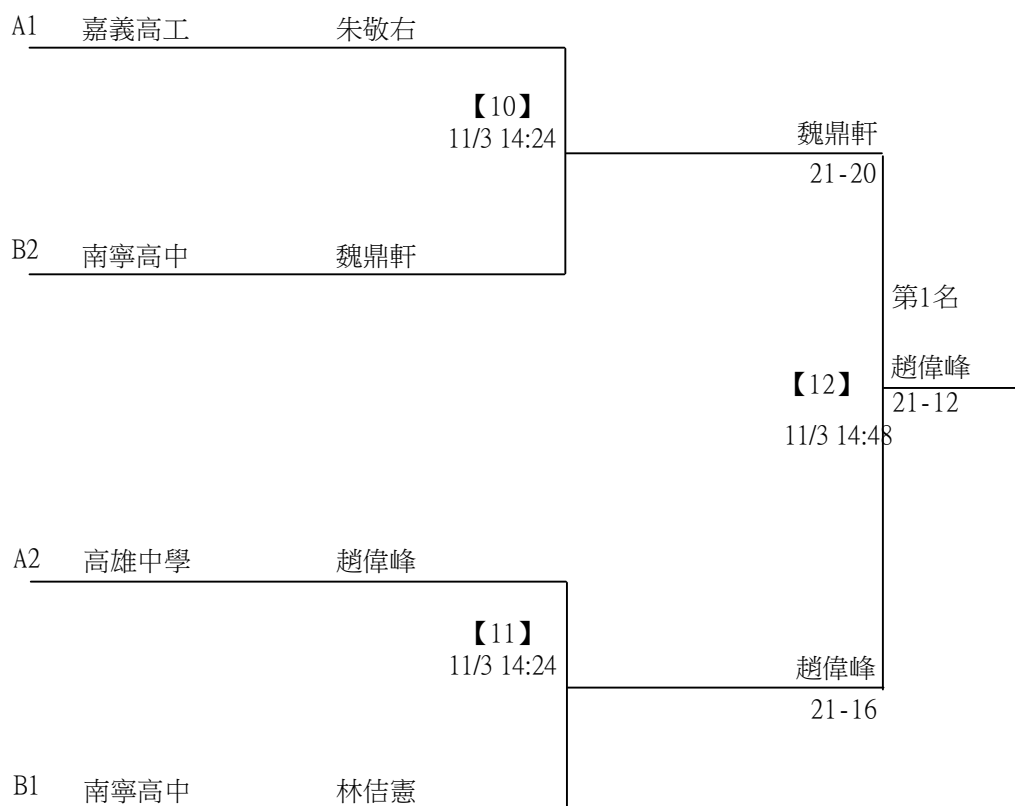 A1 嘉義高工 朱敬右
【10】
11/3 14:24
魏鼎軒
21-20
B2 南寧高中 魏鼎軒
第1名
趙偉峰
【12】
21-12
11/3 14:48
A2 高雄中學 趙偉峰
【11】
11/3 14:24
趙偉峰
21-16
B1 南寧高中 林佶憲